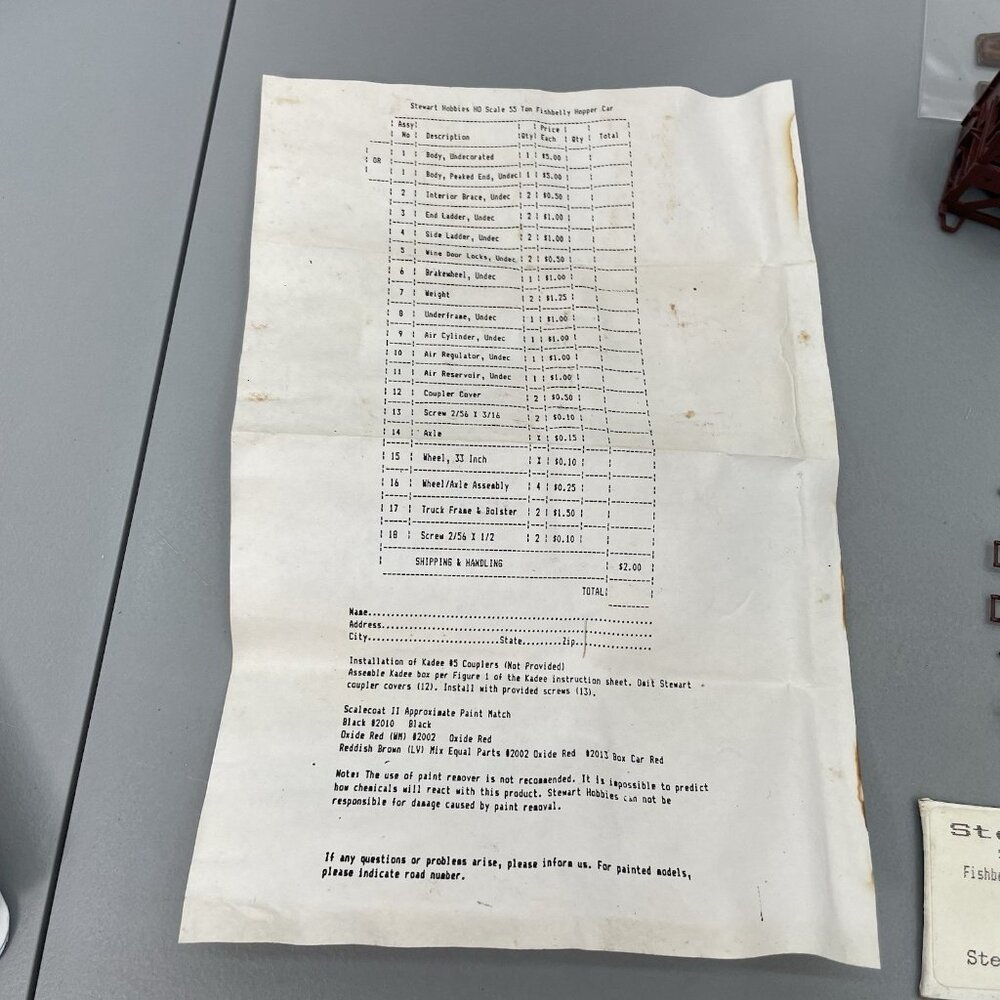 Stewart Hobbies HO Scale 55 Ton Fishbelly Hopper Car
Assy No Description Qty Price Each Qty Total
1 Body, Undecorated 1 $5.00
OR
1 Body, Peaked End, Undec 1 $5.00
2 Interior Brace, Undec 2 $0.50
3 End Ladder, Undec 2 $1.00
4 Side Ladder, Undec 2 $1.00
5 Wine Door Locks, Undec 2 $0.50
6 Brakewheel, Undec 1 $1.00
7 Weight 2 $1.25
8 Underframe, Undec 1 $1.00
9 Air Cylinder, Undec 1 $1.00
10 Air Regulator, Undec 1 $1.00
11 Air Reservoir, Undec 1 $1.00
12 Coupler Cover 2 $0.50
13 Screw 2/56 X 3/16 2 $0.10
14 Axle X $0.15
15 Wheel, 33 Inch X $0.10
16 Wheel/Axle Assembly 4 $0.25
17 Truck Frame & Bolster 2 $1.50
18 Screw 2/56 X 1/2 2 $0.10
SHIPPING & HANDLING $2.00
TOTAL
Name
Address
City State Zip
Installation of Kadee #5 Couplers (Not Provided)
Assemble Kadee box per Figure 1 of the Kadee instruction sheet. Omit Stewart
coupler covers (12). Install with provided screws (13).
Scalecoat II Approximate Paint Match
Black #2010 Black
Oxide Red (WM) #2002 Oxide Red
Reddish Brown (LV) Mix Equal Parts #2002 Oxide Red #2013 Box Car Red
Note: The use of paint remover is not recommended. It is impossible to predict
how chemicals will react with this product. Stewart Hobbies can not be
responsible for damage caused by paint removal.
If any questions or problems arise, please inform us. For painted models,
please indicate road number.
Ste
Fishbe
Ste